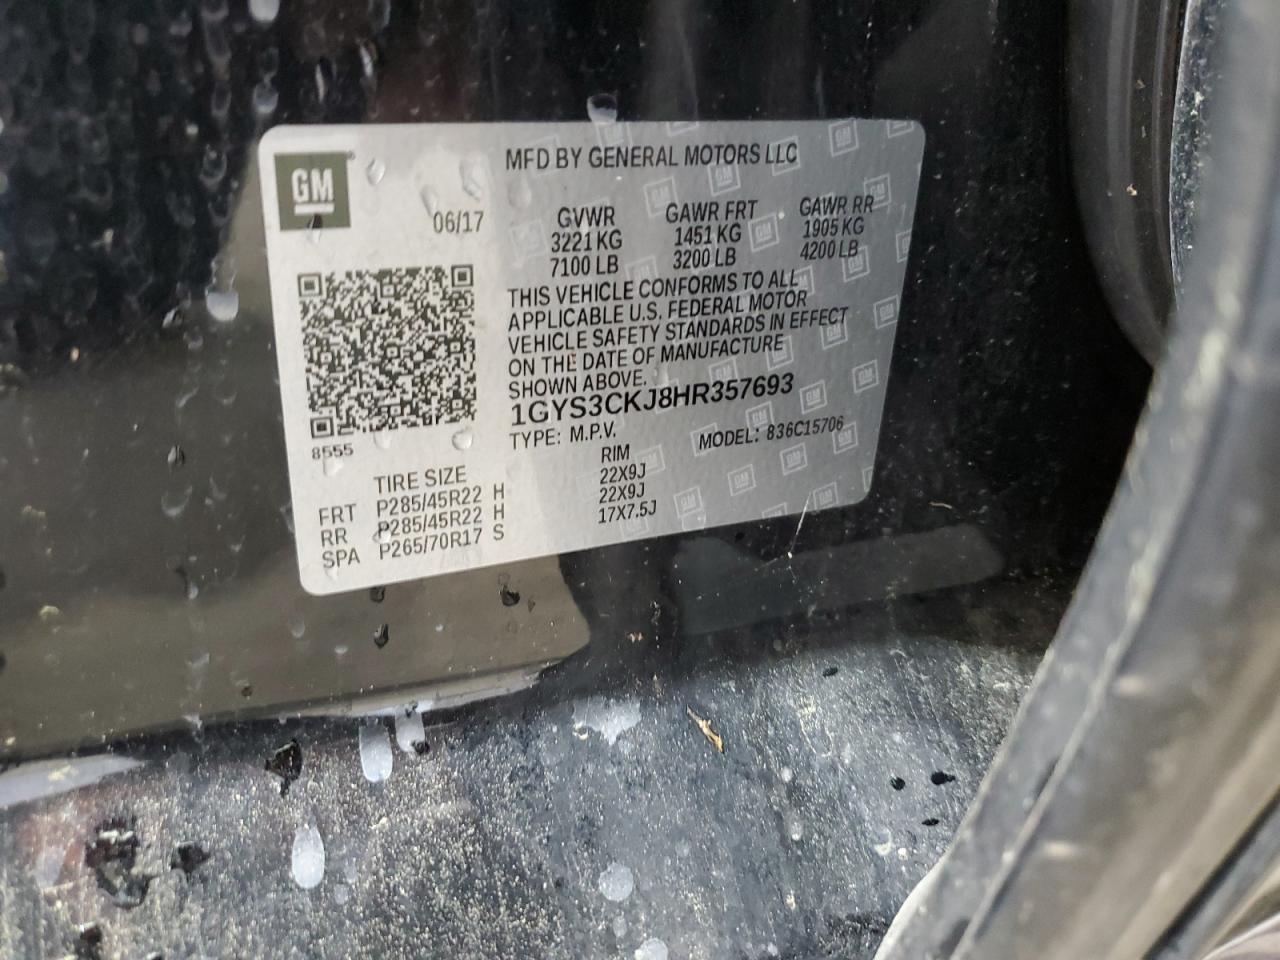 GM
MFD BY GENERAL MOTORS LLC
06/17
GVWR GAWR FRT GAWR RR
3221 KG 1451 KG 1905 KG
7100 LB 3200 LB 4200 LB
THIS VEHICLE CONFORMS TO ALL
APPLICABLE U.S. FEDERAL MOTOR
VEHICLE SAFETY STANDARDS IN EFFECT
ON THE DATE OF MANUFACTURE
SHOWN ABOVE.
1GYS3CKJ8HR357693
TYPE: M.P.V. MODEL: 836C15706
8555
TIRE SIZE RIM
FRT P285/45R22 H 22X9J
RR P285/45R22 H 22X9J
SPA P265/70R17 S 17X7.5J